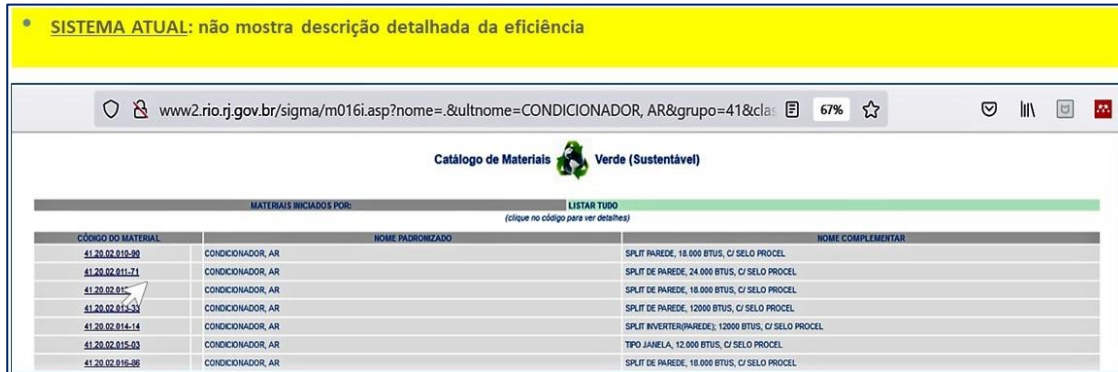 • SISTEMA ATUAL: não mostra descrição detalhada da eficiência
www2.rio.rj.gov.br/sigma/m016i.asp?nome=.&ultnome=CONDICIONADOR, AR&grupo=41&clas 67%
Catálogo de Materiais Verde (Sustentável)
MATERIAIS INICIADOS POR: LISTAR TUDO
(clique no código para ver detalhes)
CÓDIGO DO MATERIAL NOME PADRONIZADO NOME COMPLEMENTAR
41.20.02.010-90 CONDICIONADOR, AR SPLIT PAREDE, 18.000 BTUS, C/ SELO PROCEL
41.20.02.011-71 CONDICIONADOR, AR SPLIT DE PAREDE, 24.000 BTUS, C/ SELO PROCEL
CONDICIONADOR, AR SPLIT DE PAREDE, 18.000 BTUS, C/ SELO PROCEL
41.20.02.013-33 CONDICIONADOR, AR SPLIT DE PAREDE, 12000 BTUS, C/ SELO PROCEL
41.20.02.014-14 CONDICIONADOR, AR SPLIT INVERTER(PAREDE); 12000 BTUS, C/ SELO PROCEL
41.20.02.015-03 CONDICIONADOR, AR TIPO JANELA, 12.000 BTUS, C/ SELO PROCEL
41.20.02.016-86 CONDICIONADOR, AR SPLIT DE PAREDE, 18.000 BTUS, C/ SELO PROCEL